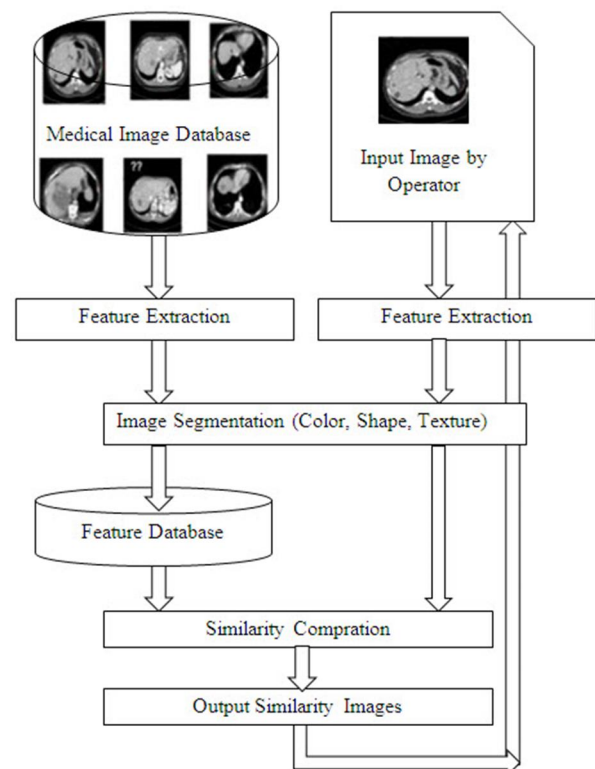 Medical Image Database
??
Input Image by
Operator
Feature Extraction
Feature Extraction
Image Segmentation (Color, Shape, Texture)
Feature Database
Similarity Compration
Output Similarity Images